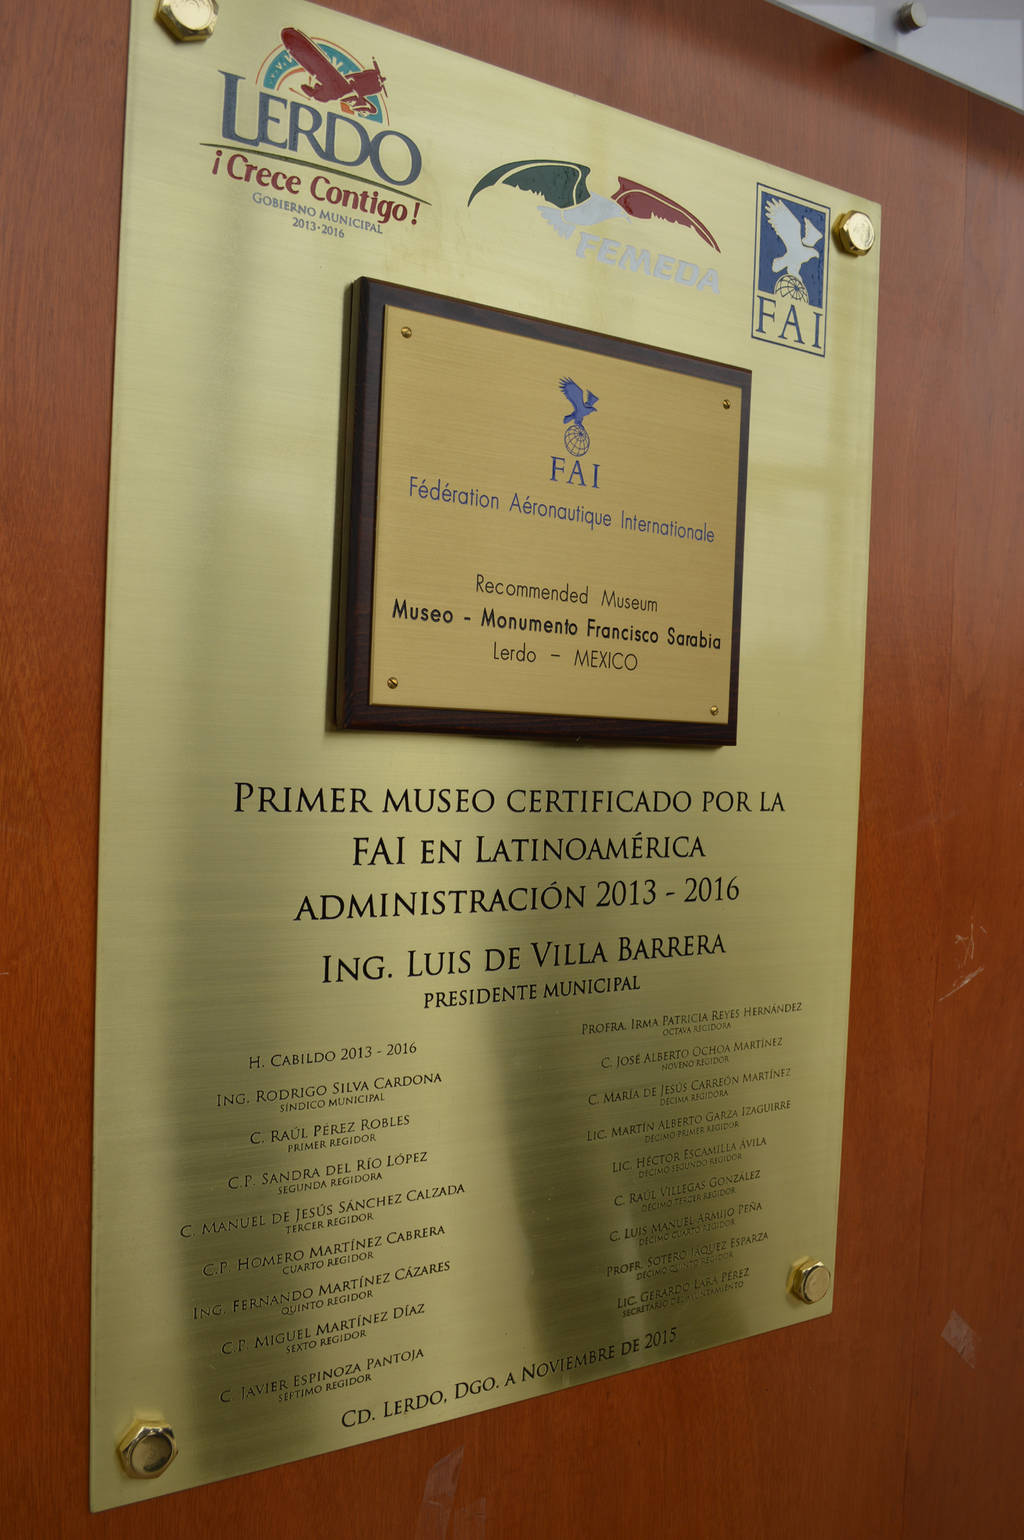 LERDO
¡Crece Contigo!
GOBIERNO MUNICIPAL
2013·2016
FEMEDA
FAI
FAI
Fédération Aéronautique Internationale
Recommended Museum
Museo - Monumento Francisco Sarabia
Lerdo - MEXICO
PRIMER MUSEO CERTIFICADO POR LA
FAI EN LATINOAMÉRICA
ADMINISTRACIÓN 2013 - 2016
ING. LUIS DE VILLA BARRERA
PRESIDENTE MUNICIPAL
H. CABILDO 2013 - 2016
ING. RODRIGO SILVA CARDONA
SÍNDICO MUNICIPAL
C. RAÚL PÉREZ ROBLES
PRIMER REGIDOR
C.P. SANDRA DEL RÍO LÓPEZ
SEGUNDA REGIDORA
C. MANUEL DE JESÚS SÁNCHEZ CALZADA
TERCER REGIDOR
C.P. HOMERO MARTÍNEZ CABRERA
CUARTO REGIDOR
ING. FERNANDO MARTÍNEZ CÁZARES
QUINTO REGIDOR
C.P. MIGUEL MARTÍNEZ DÍAZ
SEXTO REGIDOR
C. JAVIER ESPINOZA PANTOJA
SÉPTIMO REGIDOR
PROFRA. IRMA PATRICIA REYES HERNÁNDEZ
OCTAVA REGIDORA
C. JOSÉ ALBERTO OCHOA MARTÍNEZ
NOVENO REGIDOR
C. MARÍA DE JESÚS CARREÓN MARTÍNEZ
DÉCIMA REGIDORA
LIC. MARTÍN ALBERTO GARZA IZAGUIRRE
DÉCIMO PRIMER REGIDOR
LIC. HÉCTOR ESCAMILLA ÁVILA
DÉCIMO SEGUNDO REGIDOR
C. RAÚL VILLEGAS GONZÁLEZ
DÉCIMO TERCER REGIDOR
C. LUIS MANUEL ARMIJO PEÑA
DÉCIMO CUARTO REGIDOR
PROFR. SOTERO JÁQUEZ ESPARZA
DÉCIMO QUINTO REGIDOR
LIC. GERARDO LARA PÉREZ
SECRETARIO DEL AYUNTAMIENTO
CD. LERDO, DGO. A NOVIEMBRE DE 2015